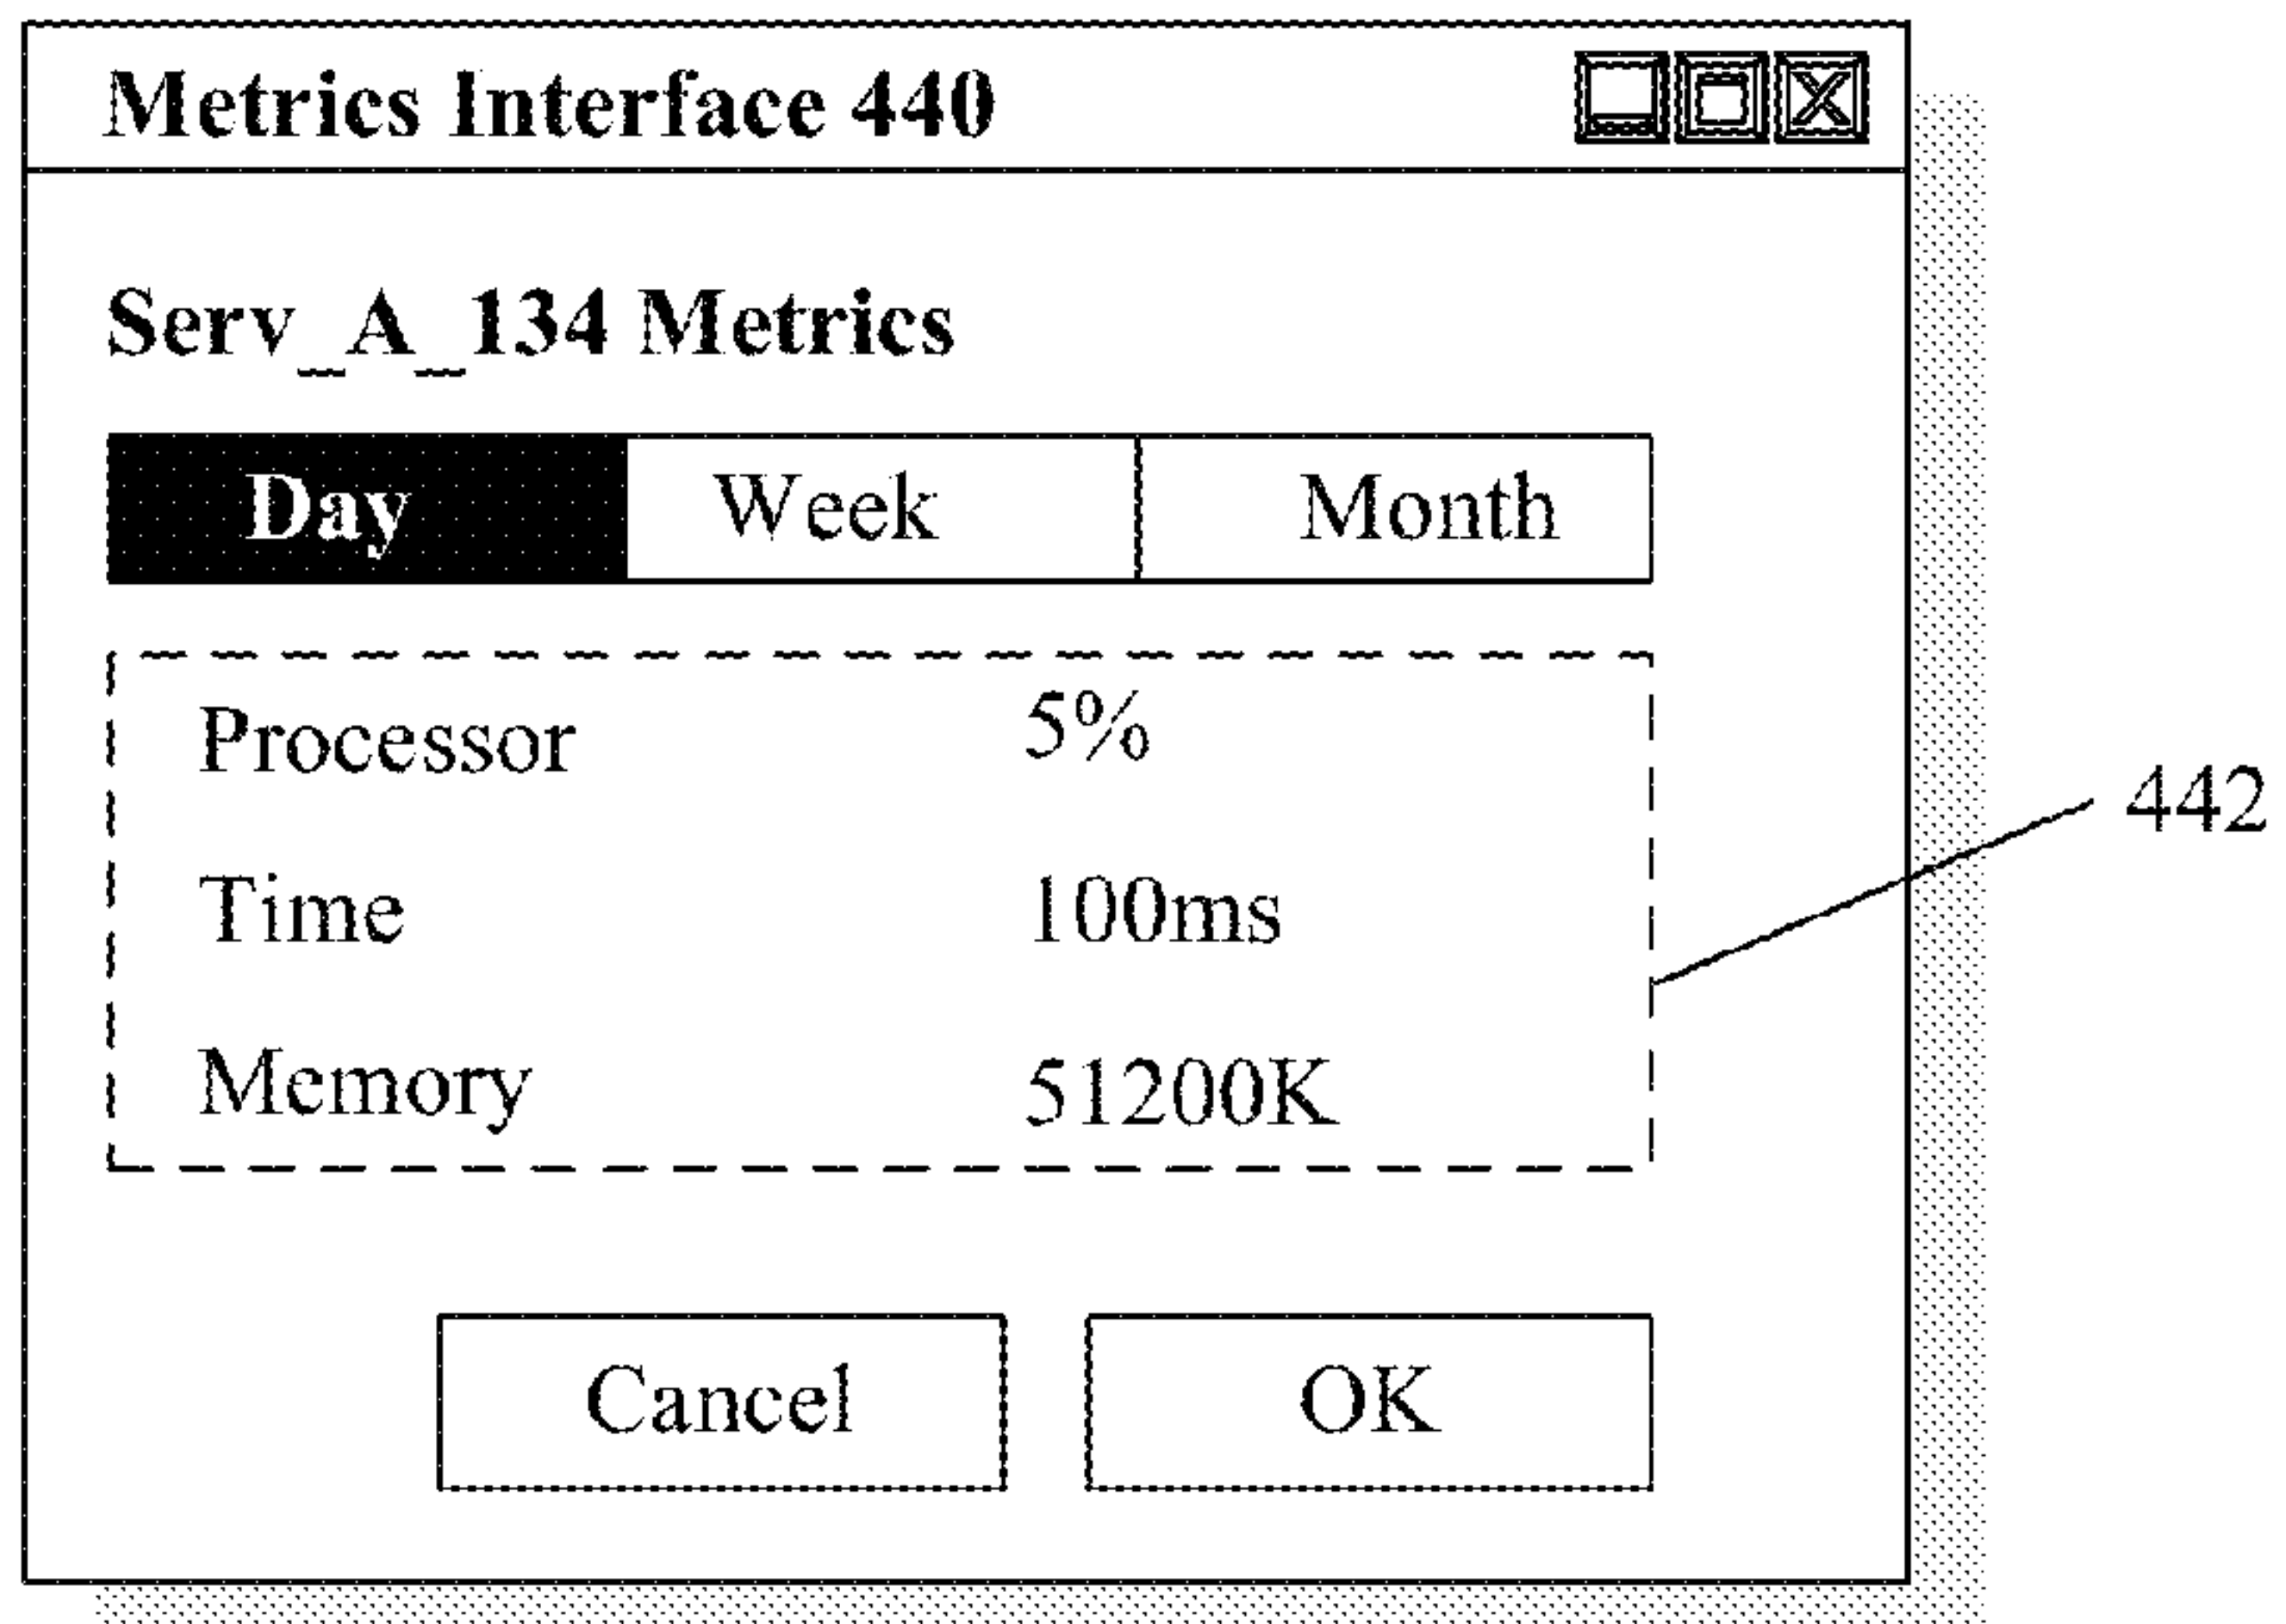 Metrics Interface 440
Serv_A_134 Metrics
Day Week Month
Processor 5%
Time 100ms
Memory 51200K
442
Cancel OK